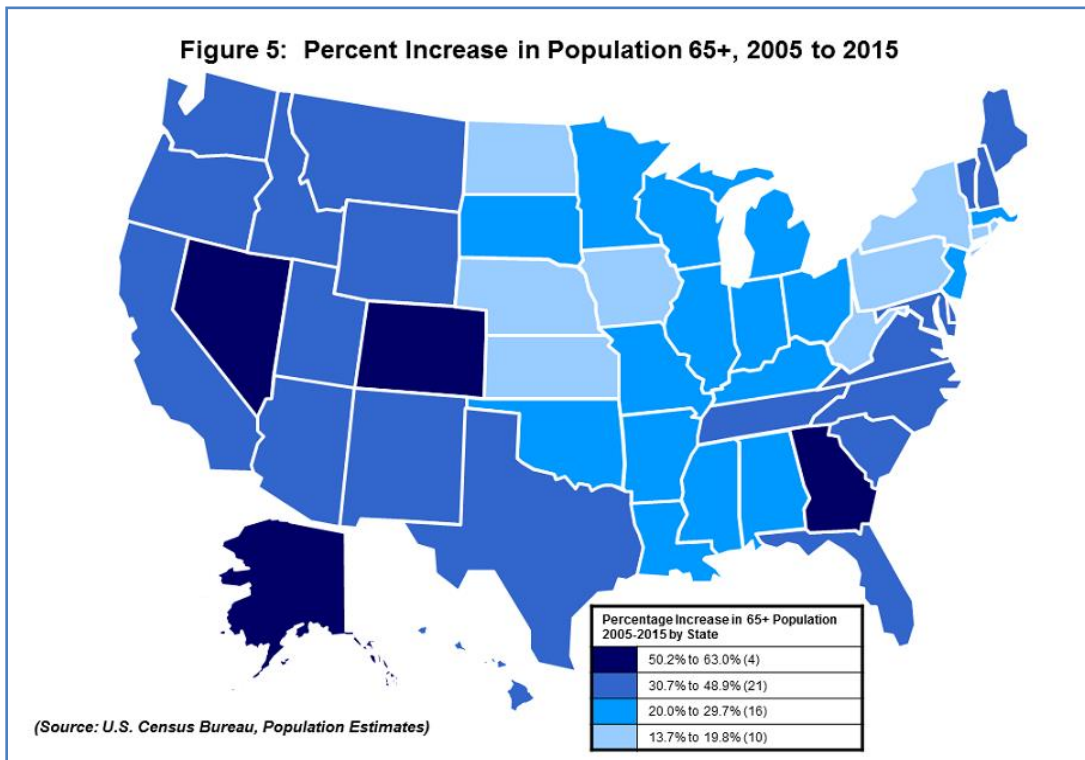 Figure 5: Percent Increase in Population 65+, 2005 to 2015
Percentage Increase in 65+ Population
2005-2015 by State
50.2% to 63.0% (4)
30.7% to 48.9% (21)
20.0% to 29.7% (16)
13.7% to 19.8% (10)
(Source: U.S. Census Bureau, Population Estimates)